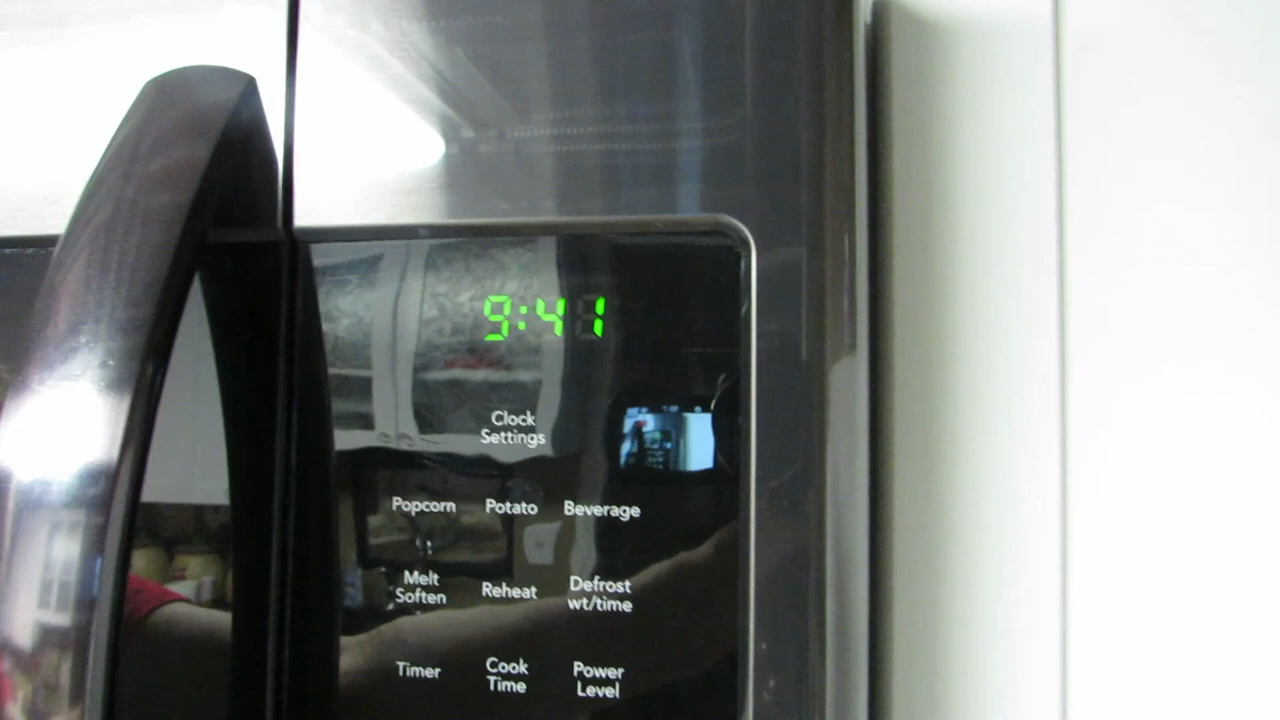 9:41
Clock
Settings
Popcorn Potato Beverage
Melt
Soften
Reheat
Defrost
wt/time
Timer
Cook
Time
Power
Level